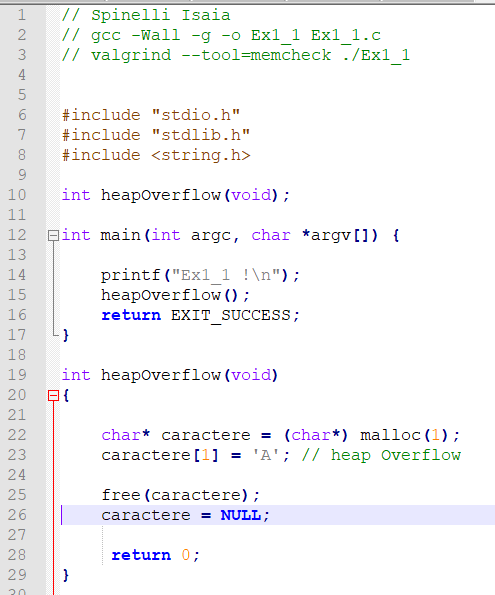 1 // Spinelli Isaia
2 // gcc -Wall -g -o Ex1_1 Ex1_1.c
3 // valgrind --tool=memcheck ./Ex1_1
4
5
6 #include "stdio.h"
7 #include "stdlib.h"
8 #include <string.h>
9
10 int heapOverflow(void);
11
12 int main(int argc, char *argv[]) {
13
14     printf("Ex1_1 !\n");
15     heapOverflow();
16     return EXIT_SUCCESS;
17 }
18
19 int heapOverflow(void)
20 {
21
22     char* caractere = (char*) malloc(1);
23     caractere[1] = 'A'; // heap Overflow
24
25     free(caractere);
26     caractere = NULL;
27
28      return 0;
29 }
30